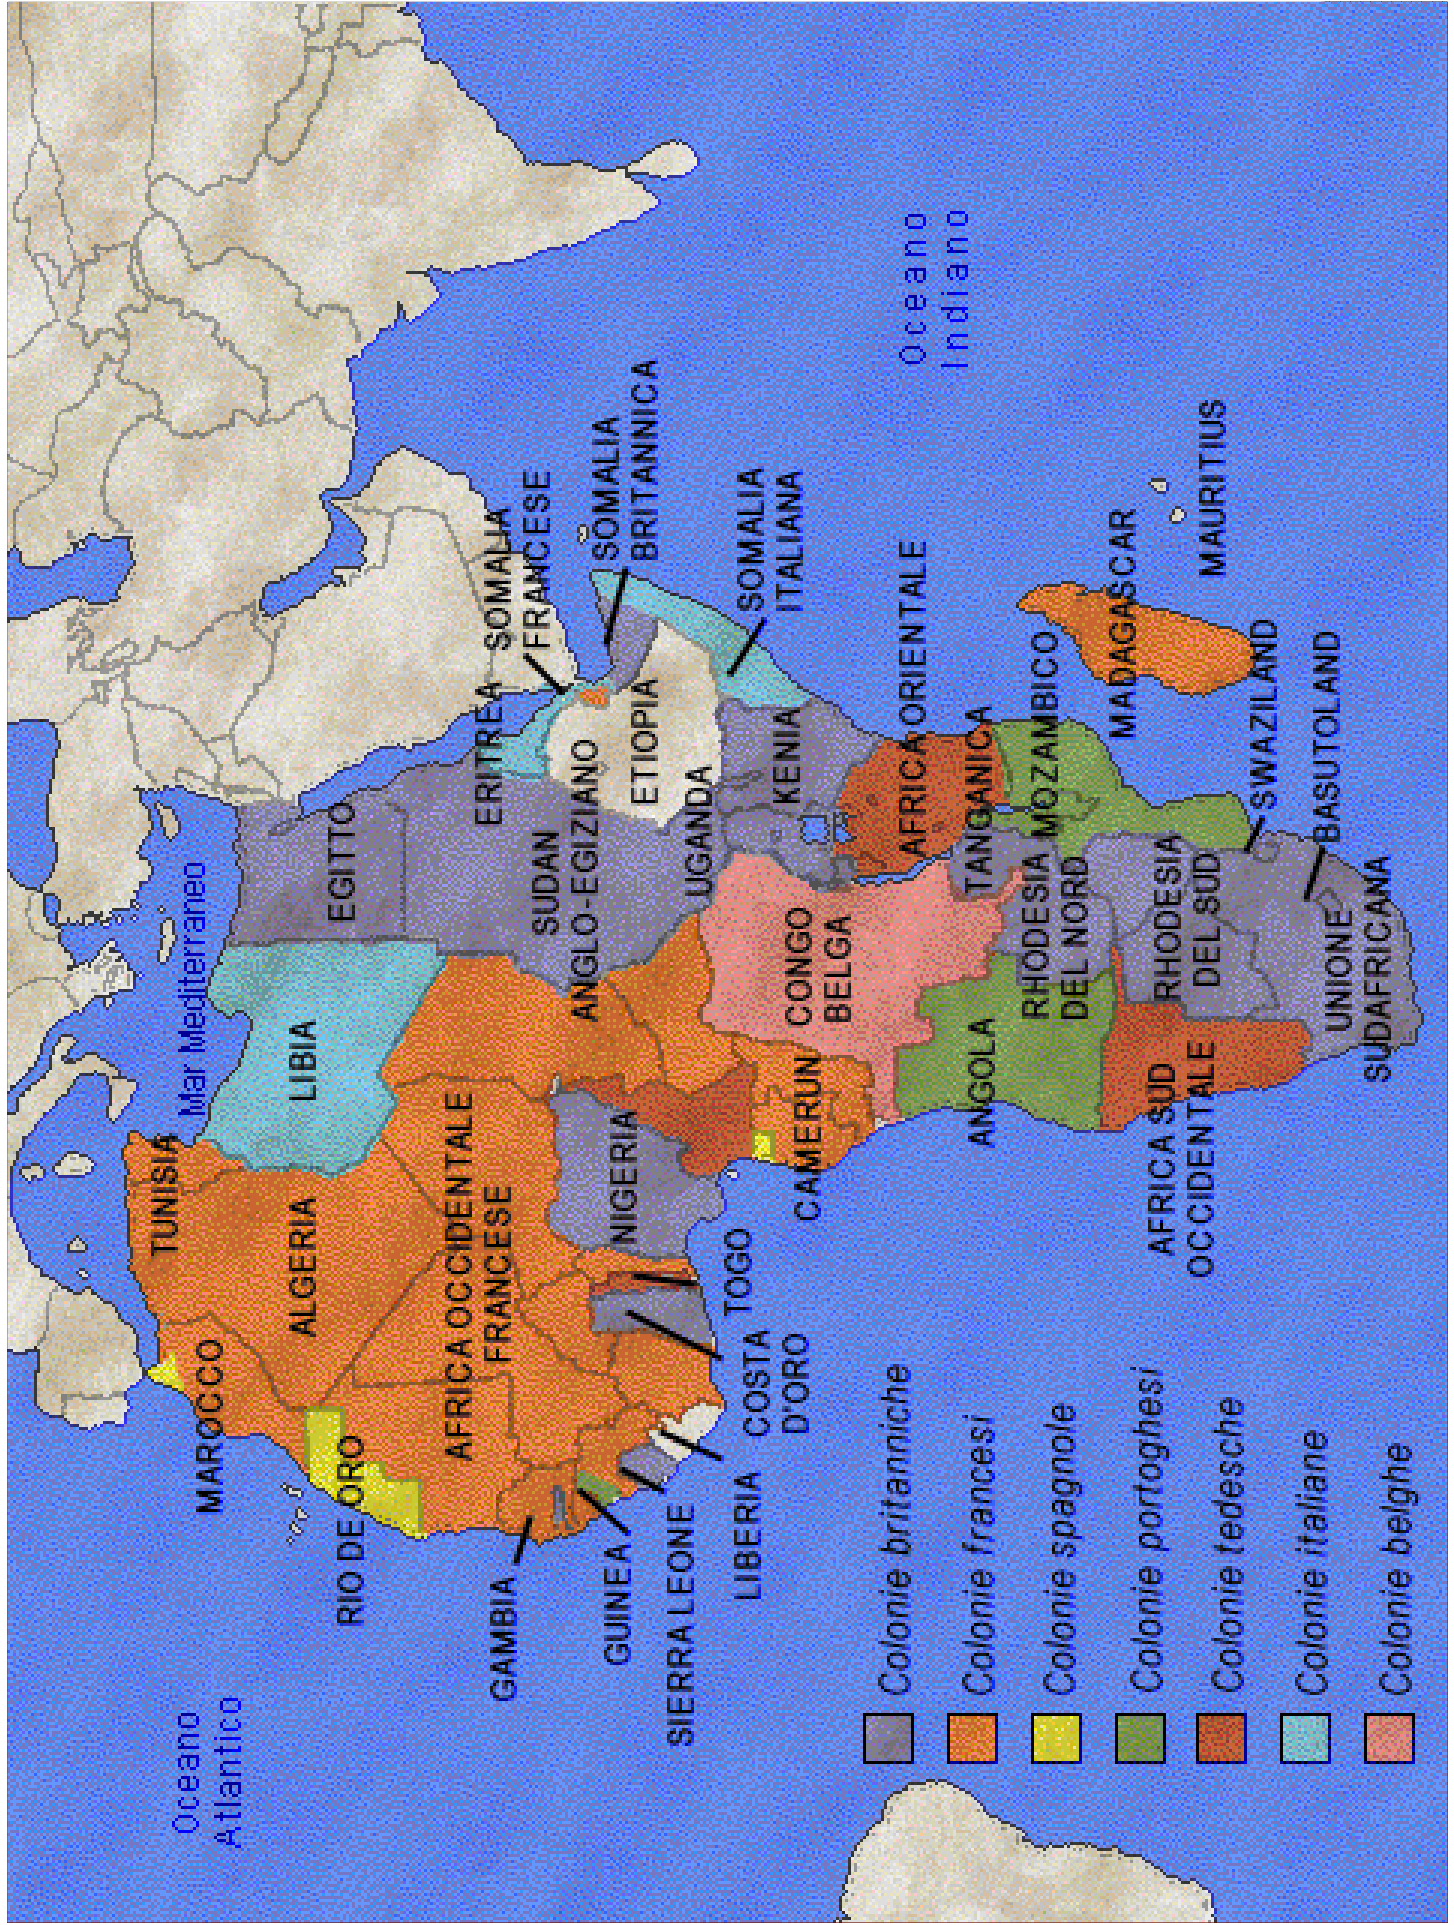 Oceano
Atlantico
Mar Mediterraneo
TUNISIA
MAROCCO
ALGERIA
LIBIA
EGITTO
RIO DE ORO
AFRICA OCCIDENTALE
FRANCESE
ERITREA
SOMALIA
FRANCESE
SUDAN
ANGLO-EGIZIANO
SOMALIA
BRITANNICA
GAMBIA
GUINEA
SIERRA LEONE
LIBERIA
COSTA
D'ORO
TOGO
NIGERIA
ETIOPIA
UGANDA
SOMALIA
ITALIANA
CAMERUN
CONGO
BELGA
KENIA
AFRICA ORIENTALE
TANGANICA
Oceano
Indiano
ANGOLA
RHODESIA
DEL NORD
MOZAMBICO
MADAGASCAR
MAURITIUS
AFRICA SUD
OCCIDENTALE
RHODESIA
DEL SUD
SWAZILAND
BASUTOLAND
UNIONE
SUDAFRICANA
Colonie britanniche
Colonie francesi
Colonie spagnole
Colonie portoghesi
Colonie tedesche
Colonie italiane
Colonie belghe